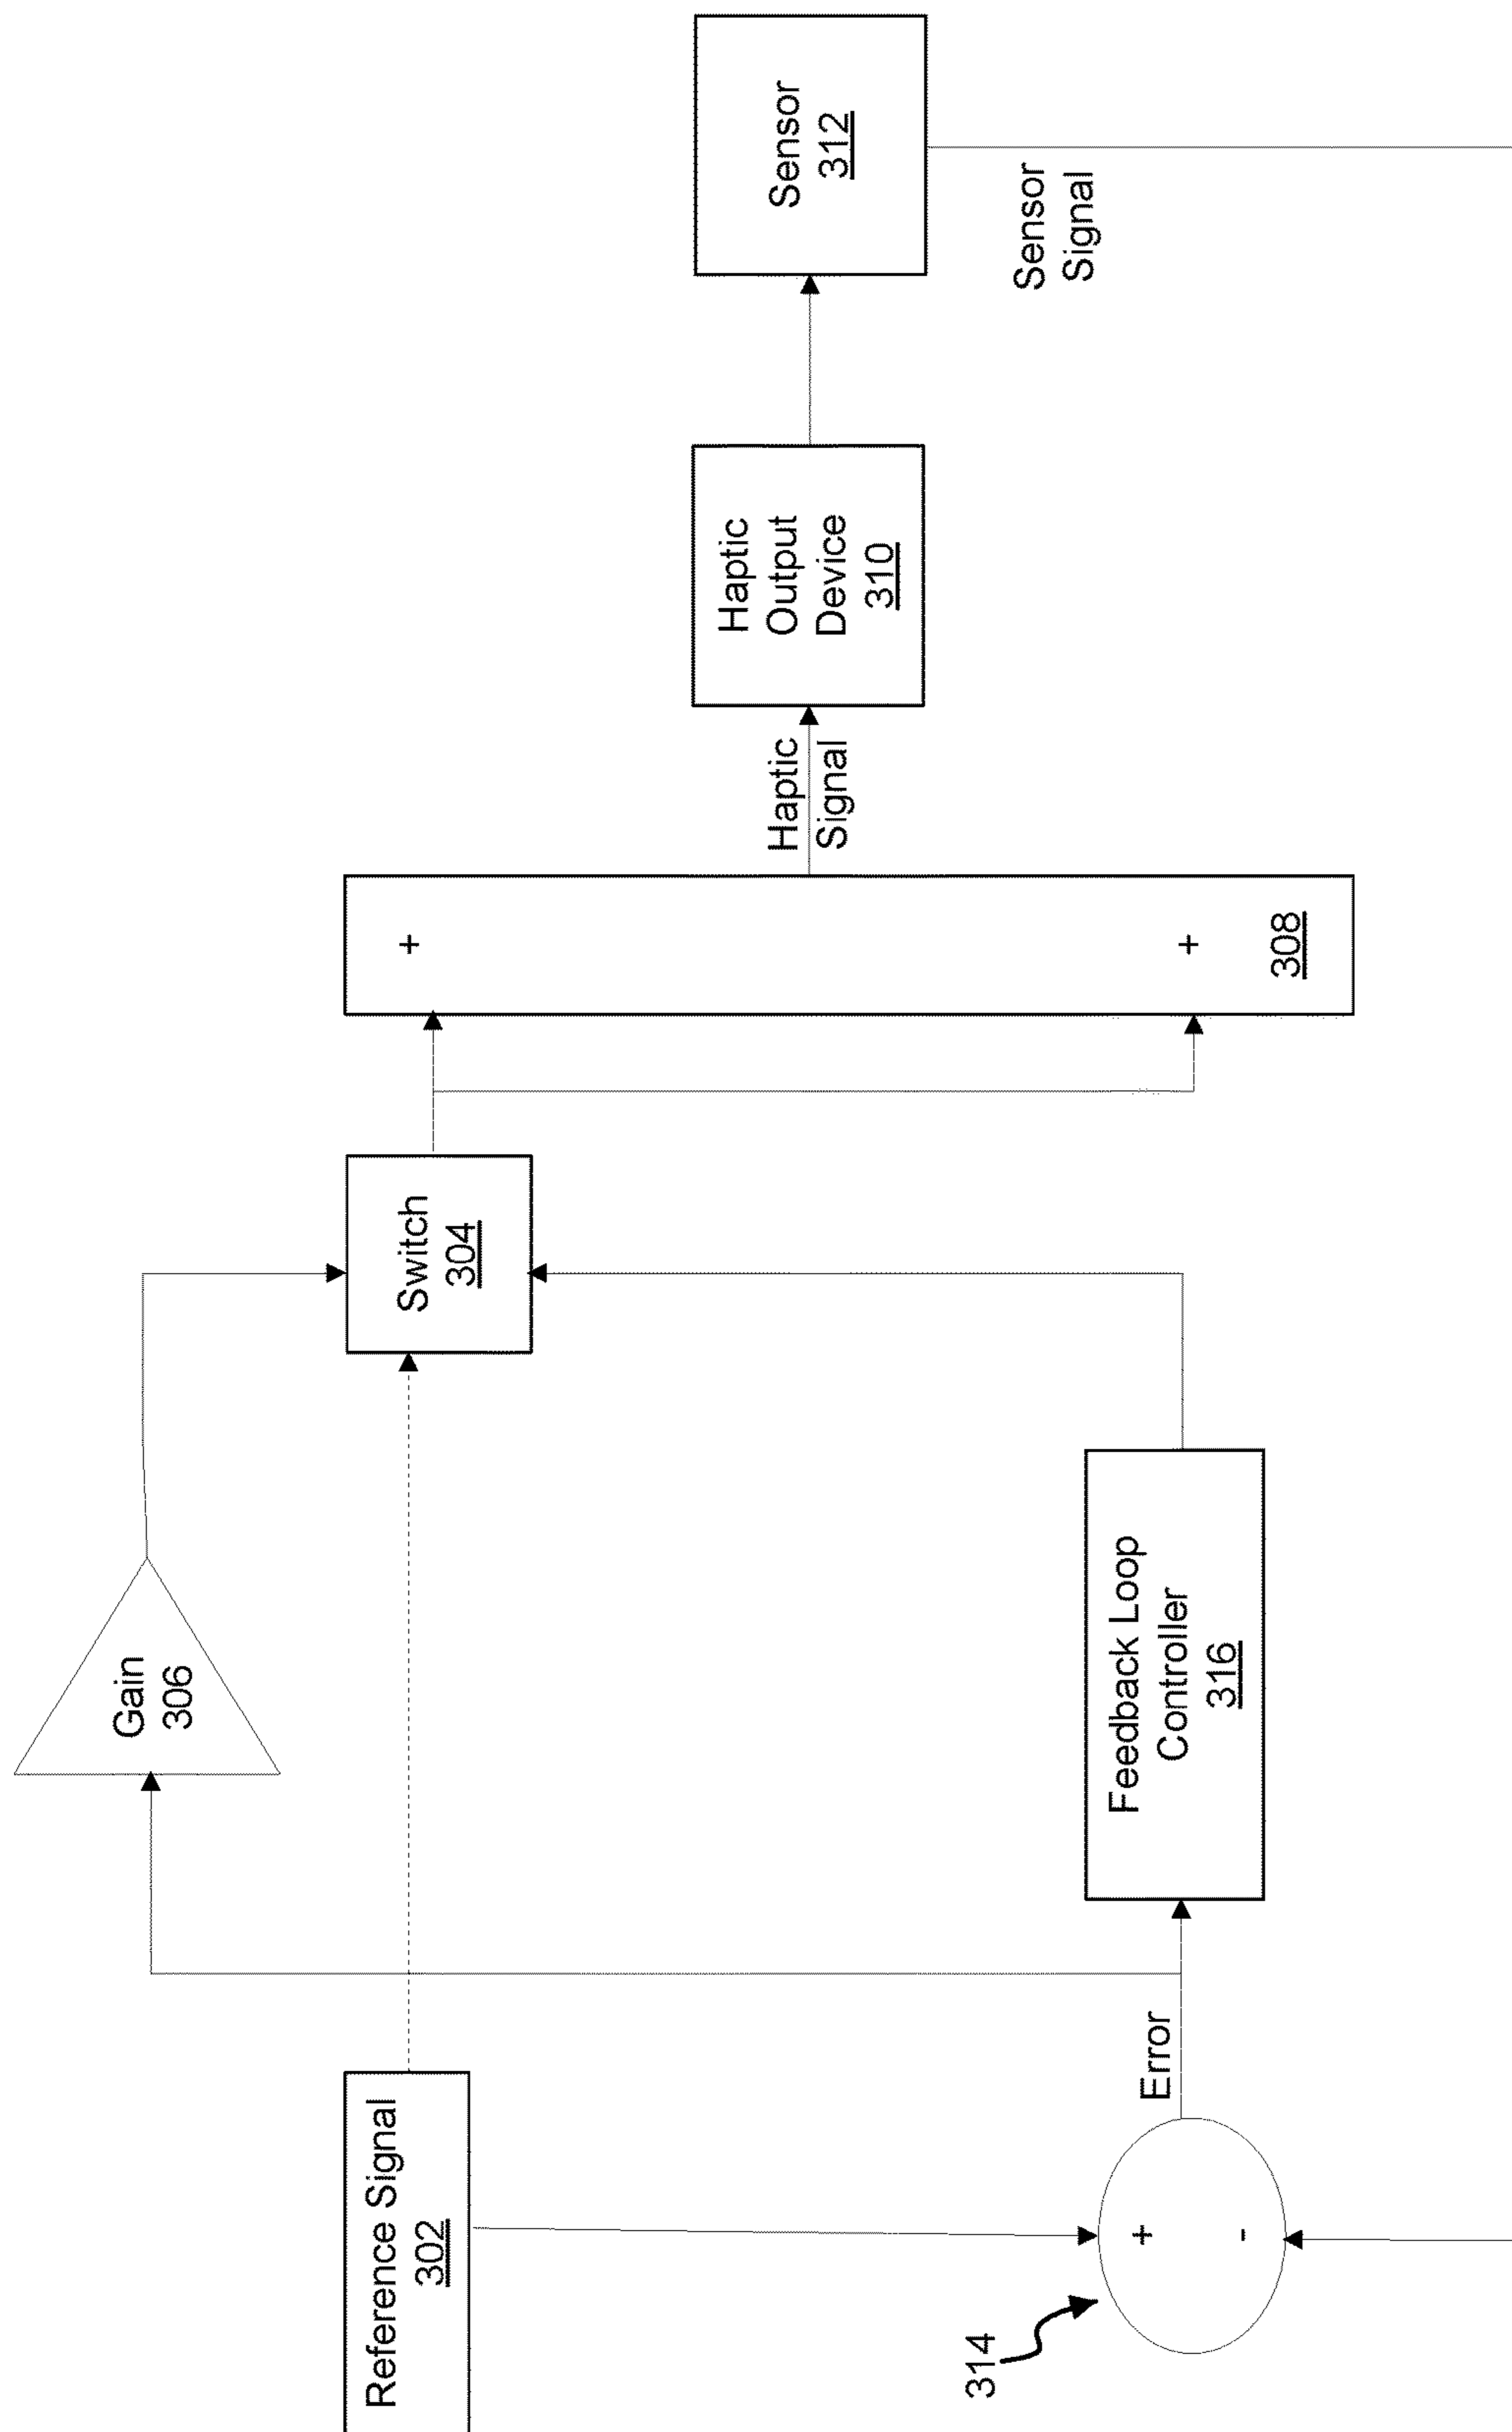 Gain
306
Reference Signal
302
Switch
304
+
+
308
Haptic
Signal
Haptic
Output
Device
310
Sensor
312
Sensor
Signal
314
+
-
Error
Feedback Loop
Controller
316